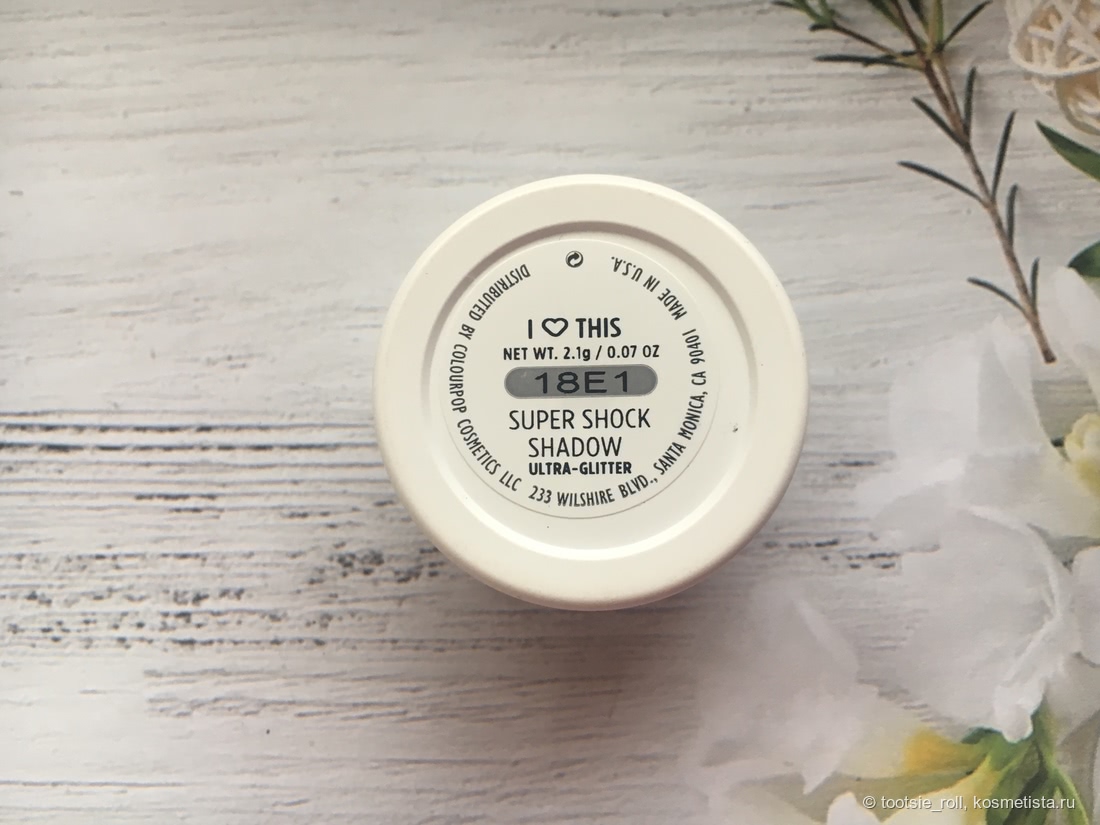 I ♡ THIS
NET WT. 2.1g / 0.07 OZ
18E1
SUPER SHOCK
SHADOW
ULTRA-GLITTER
DISTRIBUTED BY COLOURPOP COSMETICS LLC 233 WILSHIRE BLVD., SANTA MONICA, CA 90401 MADE IN U.S.A.
© tootsie_roll, kosmetista.ru